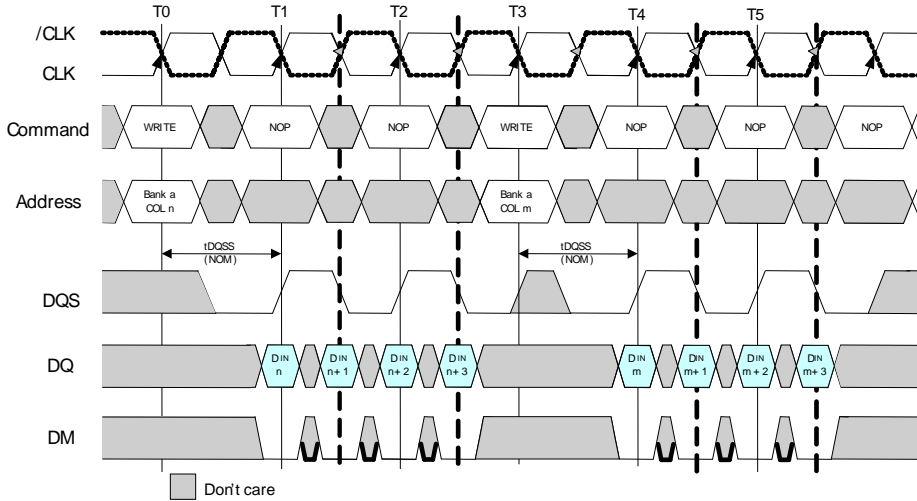 T0 T1 T2 T3 T4 T5
/CLK
CLK
Command WRITE NOP NOP WRITE NOP NOP NOP
Address Bank a COL n Bank a COL m
tDQSS (NOM) tDQSS (NOM)
DQS
DQ DIN n DIN n+1 DIN n+2 DIN n+3 DIN m DIN m+1 DIN m+2 DIN m+3
DM
Don't care